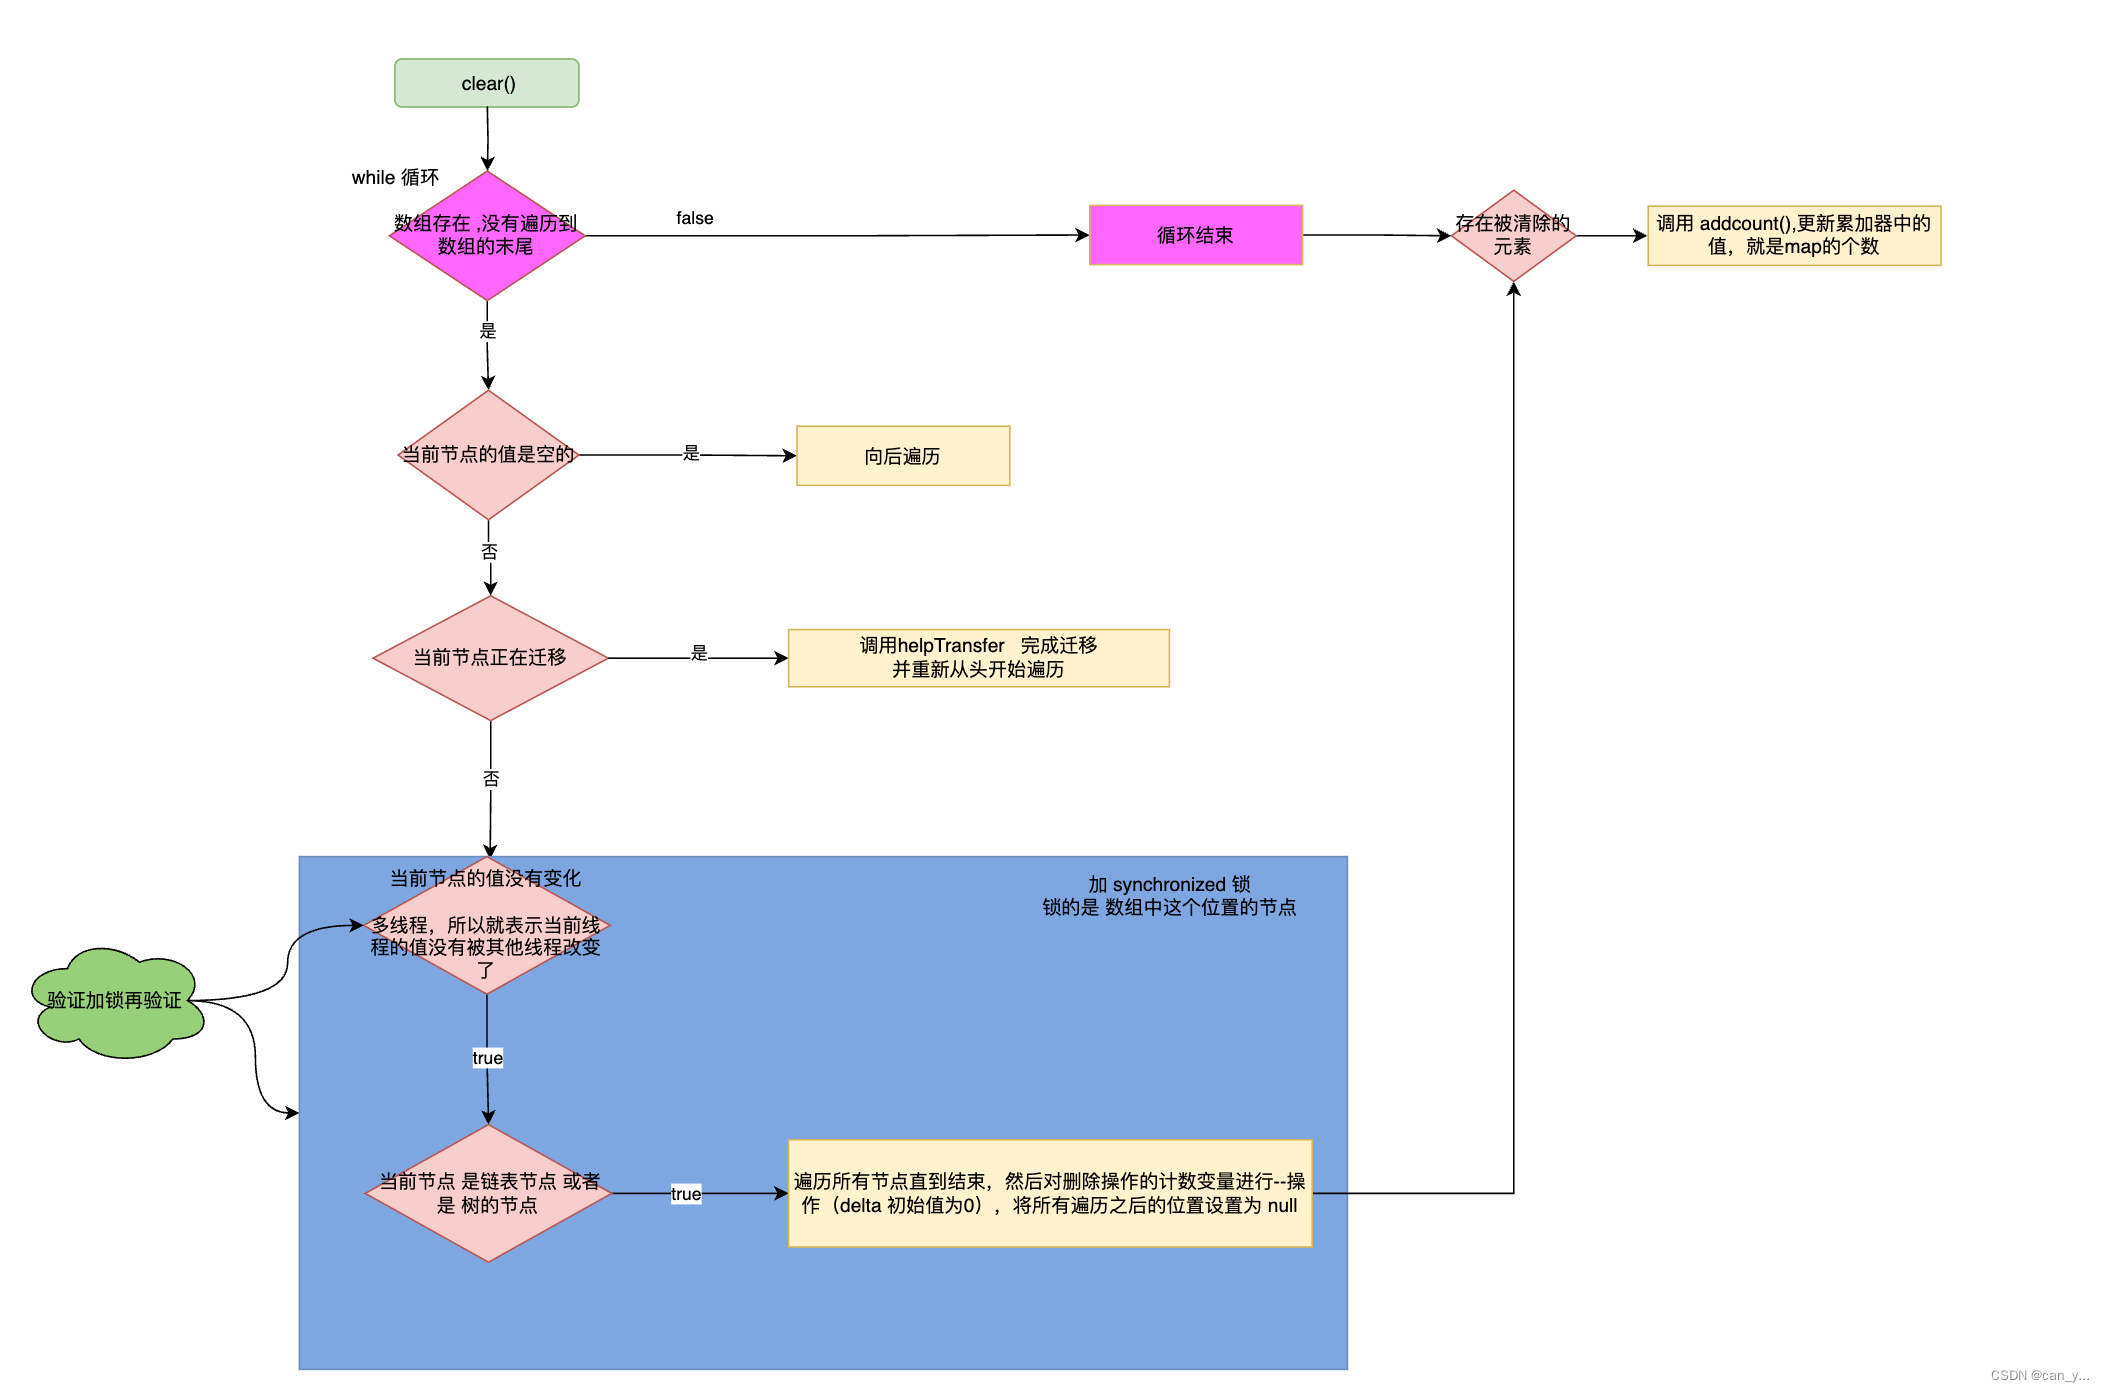 clear()
while 循环
数组存在 ,没有遍历到
数组的末尾
false
循环结束
存在被清除的
元素
调用 addcount(),更新累加器中的
值，就是map的个数
是
当前节点的值是空的
是
向后遍历
否
当前节点正在迁移
是
调用helpTransfer 完成迁移
并重新从头开始遍历
否
当前节点的值没有变化
多线程，所以就表示当前线
程的值没有被其他线程改变
了
加 synchronized 锁
锁的是 数组中这个位置的节点
验证加锁再验证
true
当前节点 是链表节点 或者
是 树的节点
true
遍历所有节点直到结束，然后对删除操作的计数变量进行--操
作（delta 初始值为0），将所有遍历之后的位置设置为 null
CSDN @can_y...